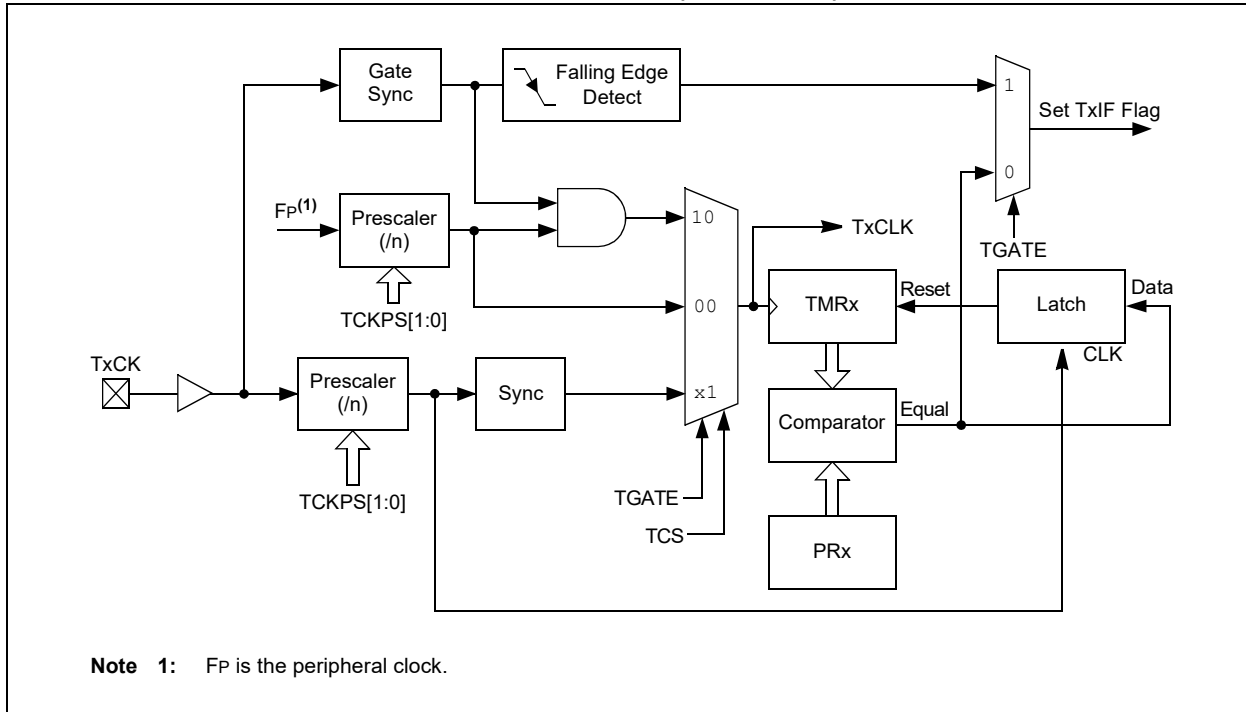 Gate
Sync
Falling Edge
Detect
1
Set TxIF Flag
0
TGATE
FP(1)
Prescaler
(/n)
TCKPS[1:0]
10
00
x1
TxCLK
TMRx
Reset
Latch
Data
CLK
TxCK
Prescaler
(/n)
TCKPS[1:0]
Sync
Comparator
Equal
TGATE
TCS
PRx
Note 1: FP is the peripheral clock.